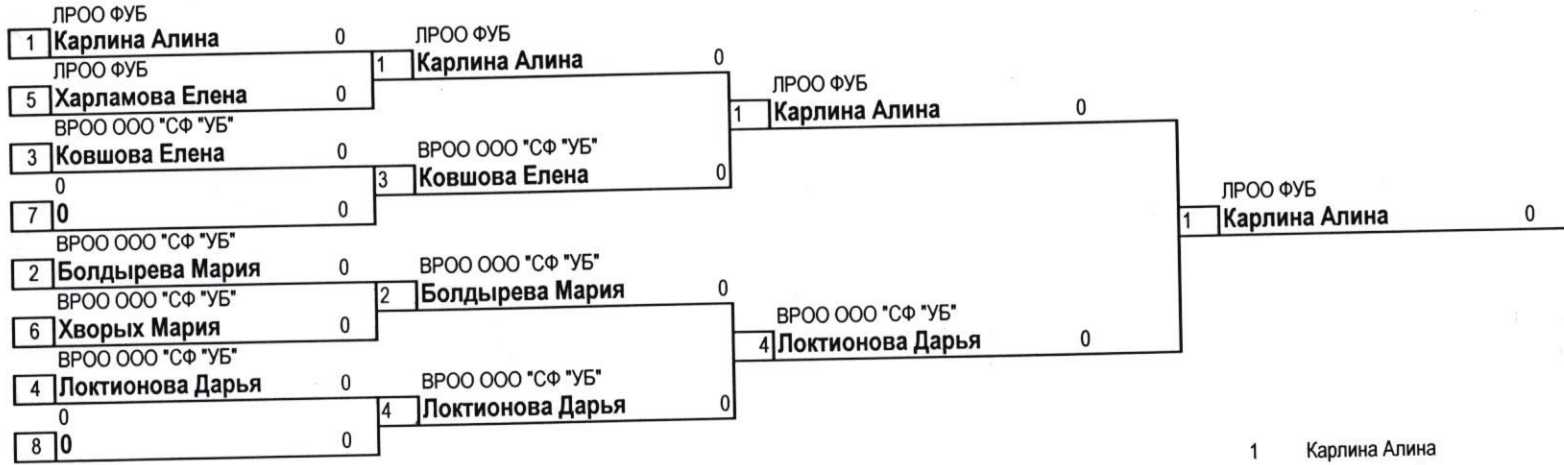 ЛРОО ФУБ
1 Карлина Алина 0
ЛРОО ФУБ
5 Харламова Елена 0
ВРОО ООО "СФ "УБ"
3 Ковшова Елена 0
0
7 0 0
ВРОО ООО "СФ "УБ"
2 Болдырева Мария 0
ВРОО ООО "СФ "УБ"
6 Хворых Мария 0
ВРОО ООО "СФ "УБ"
4 Локтионова Дарья 0
0
8 0 0
ЛРОО ФУБ
1 Карлина Алина 0
ВРОО ООО "СФ "УБ"
3 Ковшова Елена 0
ВРОО ООО "СФ "УБ"
2 Болдырева Мария 0
ВРОО ООО "СФ "УБ"
4 Локтионова Дарья 0
ЛРОО ФУБ
1 Карлина Алина 0
ВРОО ООО "СФ "УБ"
4 Локтионова Дарья 0
ЛРОО ФУБ
1 Карлина Алина 0
1 Карлина Алина